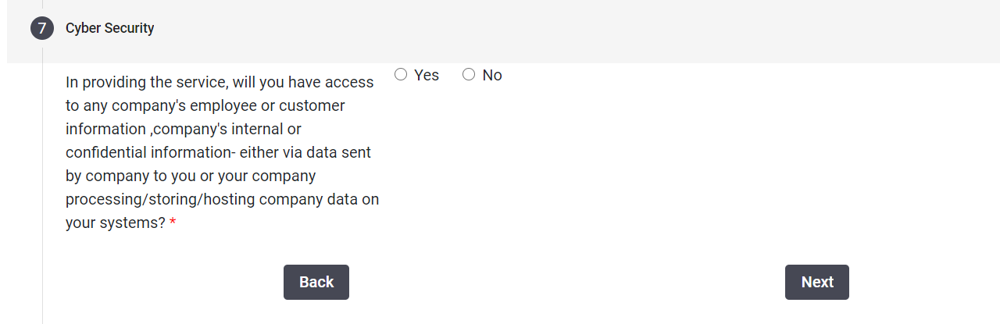 7 Cyber Security
In providing the service, will you have access
Yes No
to any company's employee or customer
information ,company's internal or
confidential information- either via data sent
by company to you or your company
processing/storing/hosting company data on
your systems? *
Back Next